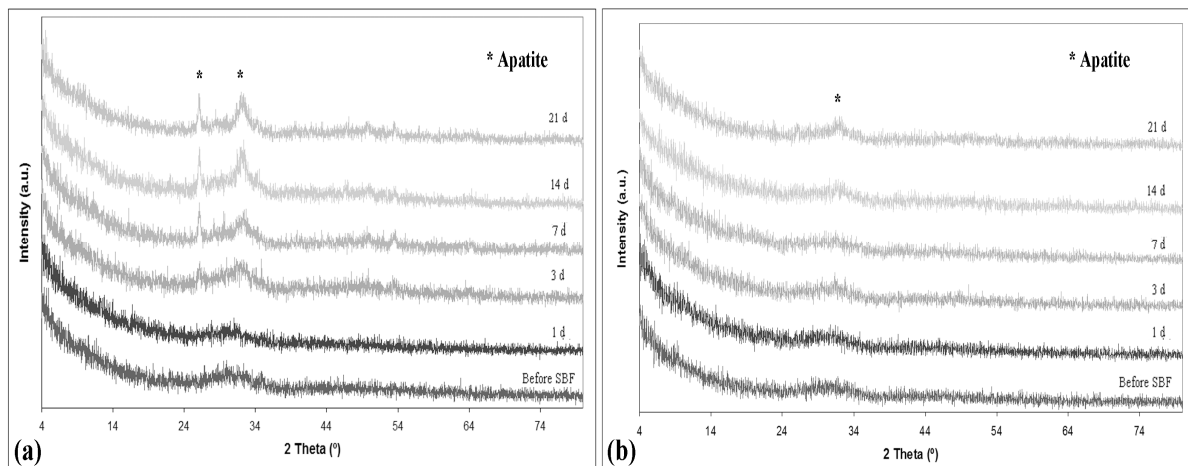 * Apatite
* *
21 d
14 d
7 d
3 d
1 d
Before SBF
Intensity (a.u.)
4 14 24 34 44 54 64 74
2 Theta (º)
(a)
* Apatite
*
21 d
14 d
7 d
3 d
1 d
Before SBF
Intensity (a.u.)
4 14 24 34 44 54 64 74
2 Theta (º)
(b)